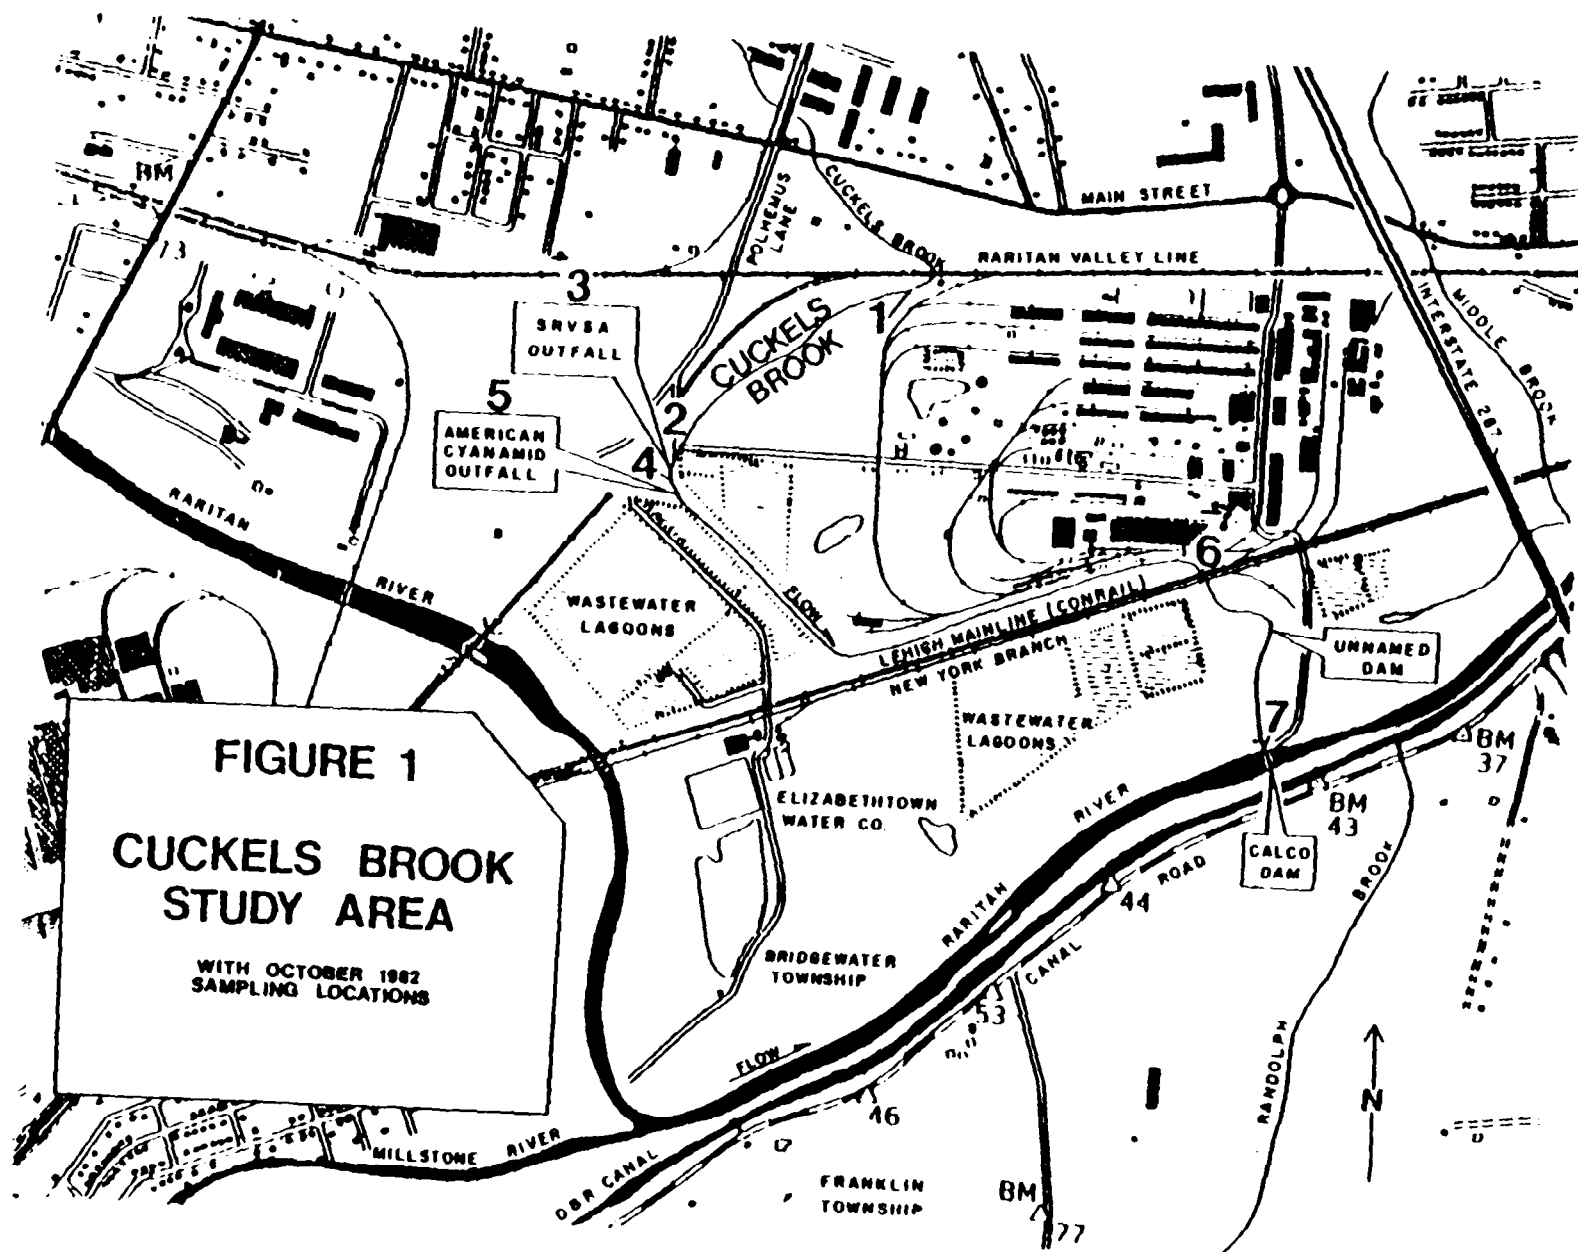 BM
CUCKELS BROOK
POLHEMUS
LANE
MAIN STREET
RARITAN VALLEY LINE
INTERSTATE 287
MIDDLE BROOK
3
SRVSA
OUTFALL
1
CUCKELS
BROOK
2
5
AMERICAN
CYANAMID
OUTFALL
4
H
6
RARITAN
RIVER
WASTEWATER
LAGOONS
FLOW
LEHIGH MAINLINE (CONRAIL)
NEW YORK BRANCH
UNNAMED
DAM
WASTEWATER
LAGOONS
7
BM
37
BM
43
CALCO
DAM
ELIZABETHTOWN
WATER CO.
RARITAN RIVER
CANAL ROAD
44
53
46
BRIDGEWATER
TOWNSHIP
FLOW
RANDOLPH BROOK
N
FIGURE 1
CUCKELS BROOK
STUDY AREA
WITH OCTOBER 1982
SAMPLING LOCATIONS
MILLSTONE RIVER
D&R CANAL
FRANKLIN
TOWNSHIP
BM
77